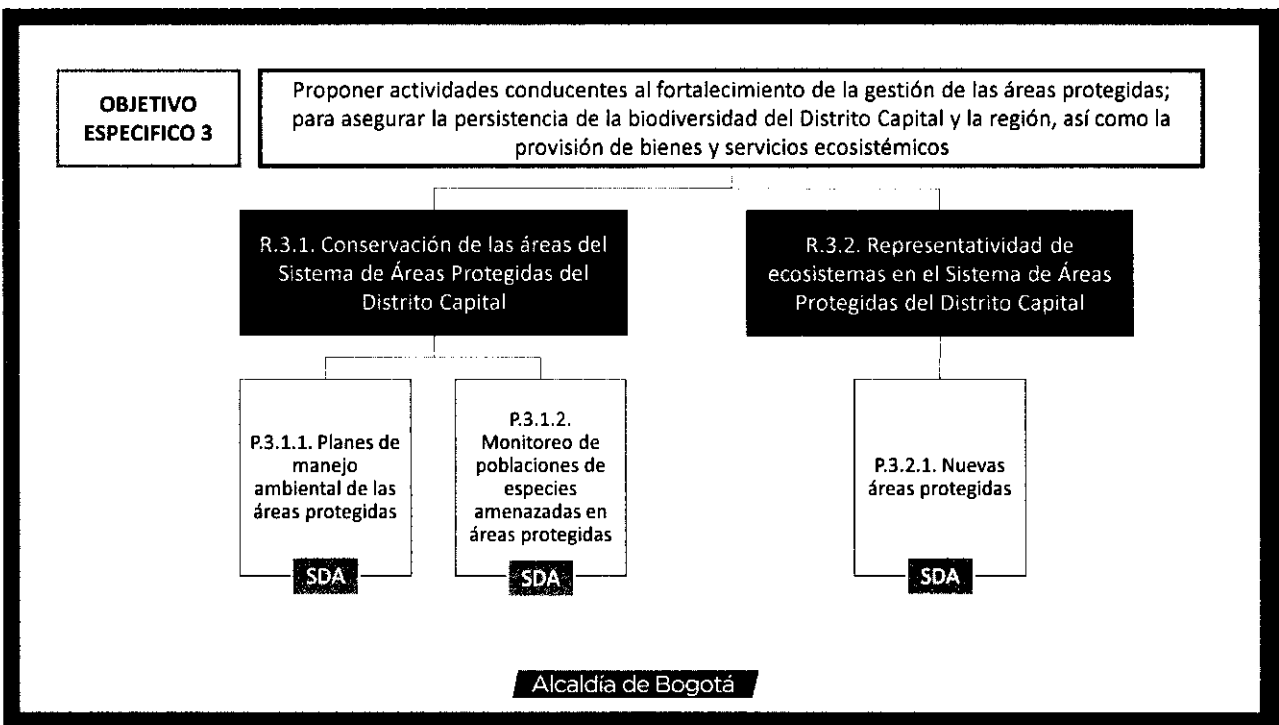 OBJETIVO
ESPECIFICO 3
Proponer actividades conducentes al fortalecimiento de la gestión de las áreas protegidas;
para asegurar la persistencia de la biodiversidad del Distrito Capital y la región, así como la
provisión de bienes y servicios ecosistémicos
R.3.1. Conservación de las áreas del
Sistema de Áreas Protegidas del
Distrito Capital
R.3.2. Representatividad de
ecosistemas en el Sistema de Áreas
Protegidas del Distrito Capital
P.3.1.1. Planes de
manejo
ambiental de las
áreas protegidas
SDA
P.3.1.2.
Monitoreo de
poblaciones de
especies
amenazadas en
áreas protegidas
SDA
P.3.2.1. Nuevas
áreas protegidas
SDA
Alcaldía de Bogotá